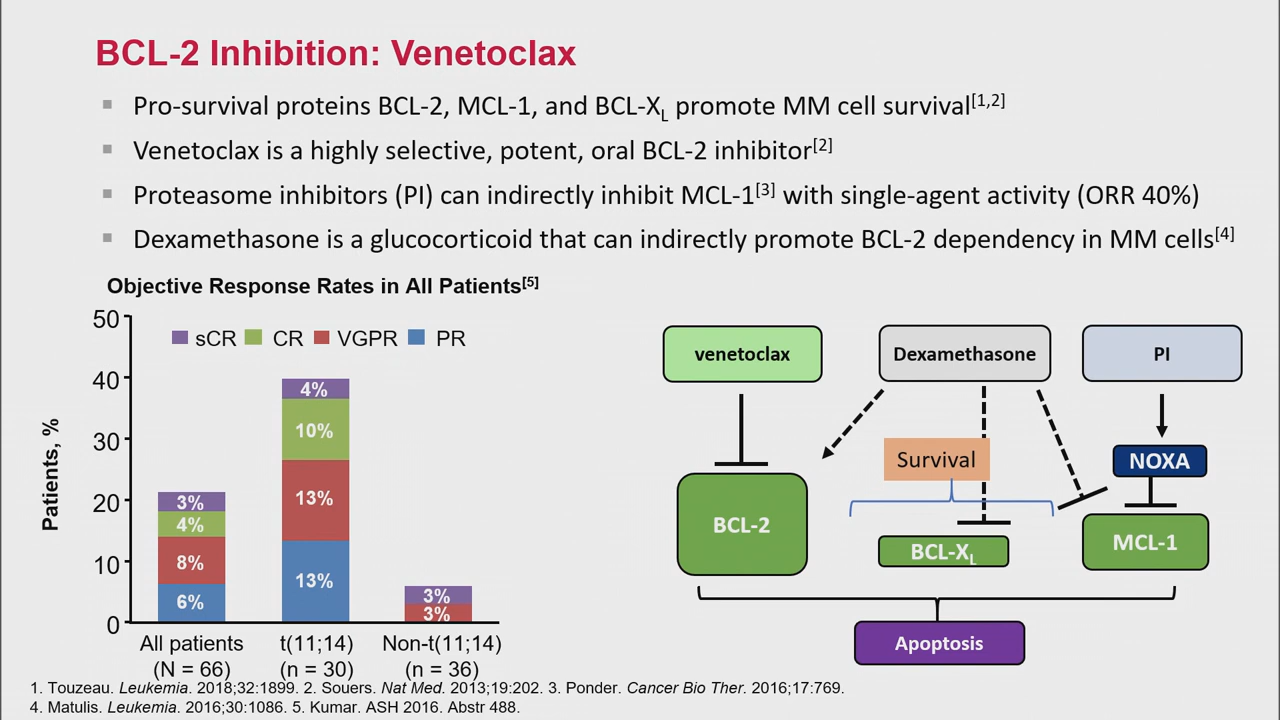 BCL-2 Inhibition: Venetoclax
▪ Pro-survival proteins BCL-2, MCL-1, and BCL-XL promote MM cell survival[1,2]
▪ Venetoclax is a highly selective, potent, oral BCL-2 inhibitor[2]
▪ Proteasome inhibitors (PI) can indirectly inhibit MCL-1[3] with single-agent activity (ORR 40%)
▪ Dexamethasone is a glucocorticoid that can indirectly promote BCL-2 dependency in MM cells[4]
Objective Response Rates in All Patients[5]
Patients, %
50
40
30
20
10
0
sCR CR VGPR PR
3%
4%
8%
6%
4%
10%
13%
13%
3%
3%
All patients t(11;14) Non-t(11;14)
(N = 66) (n = 30) (n = 36)
venetoclax Dexamethasone PI
Survival NOXA
BCL-2 BCL-XL MCL-1
Apoptosis
1. Touzeau. Leukemia. 2018;32:1899. 2. Souers. Nat Med. 2013;19:202. 3. Ponder. Cancer Bio Ther. 2016;17:769.
4. Matulis. Leukemia. 2016;30:1086. 5. Kumar. ASH 2016. Abstr 488.